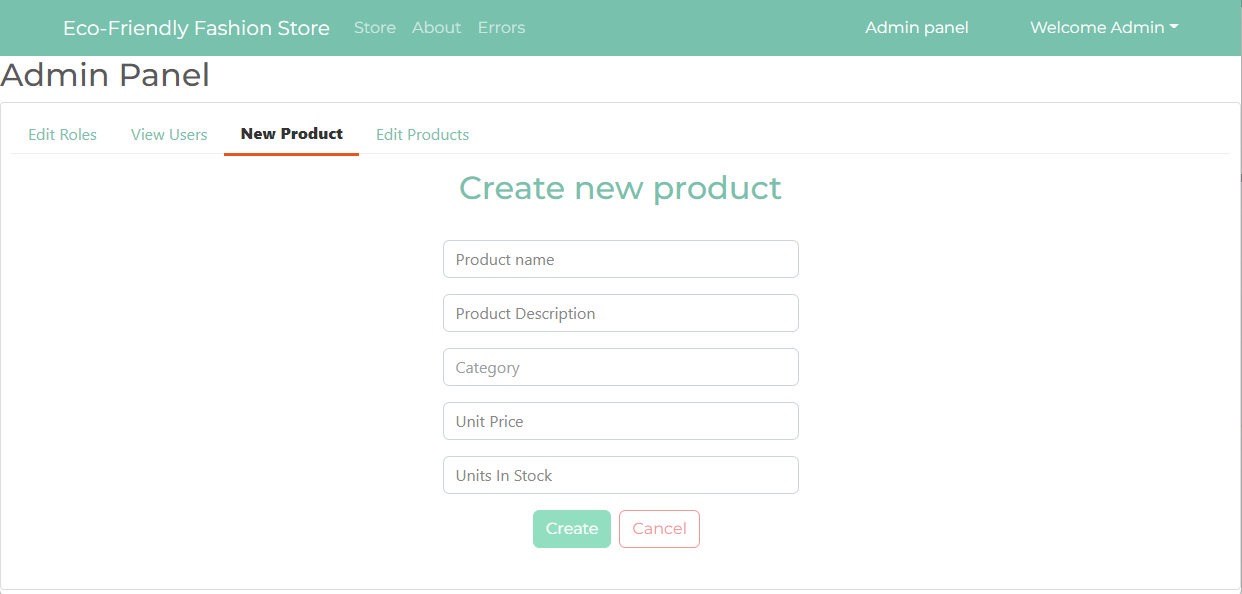 Eco-Friendly Fashion Store Store About Errors Admin panel Welcome Admin
Admin Panel
Edit Roles View Users New Product Edit Products
Create new product
Product name
Product Description
Category
Unit Price
Units In Stock
Create Cancel